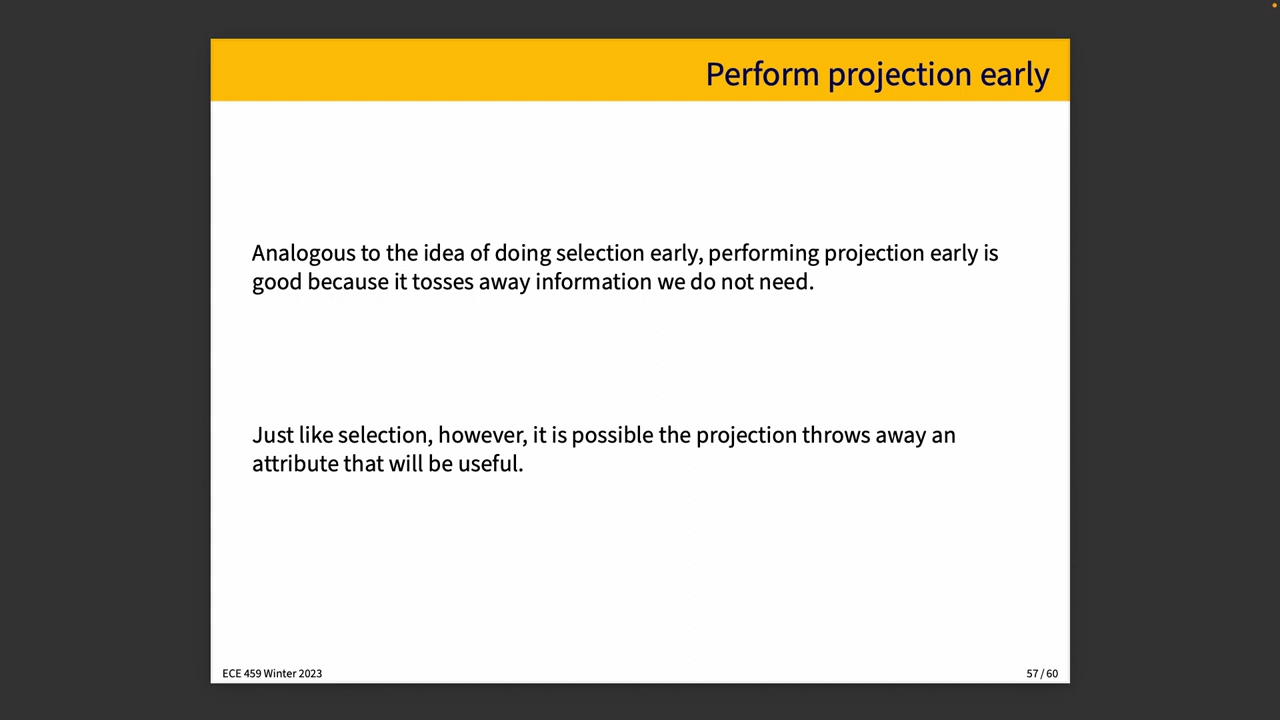 Perform projection early
Analogous to the idea of doing selection early, performing projection early is
good because it tosses away information we do not need.
Just like selection, however, it is possible the projection throws away an
attribute that will be useful.
ECE 459 Winter 2023
57 / 60